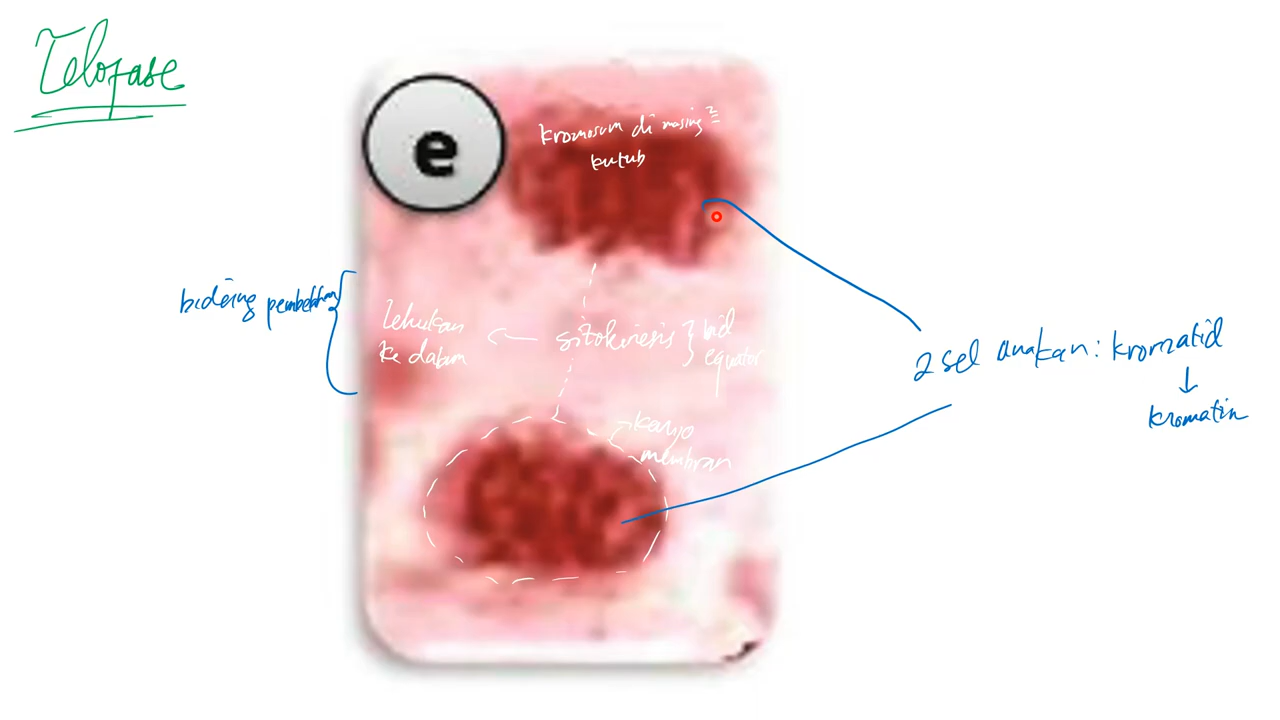 Telofase
e
kromosom di masing²
kutub
bidang pembelahan
lekukan
ke dalam
← sitokinesis } bid
equator
karyo
membran
2 sel anakan : kromatid
↓
kromatin